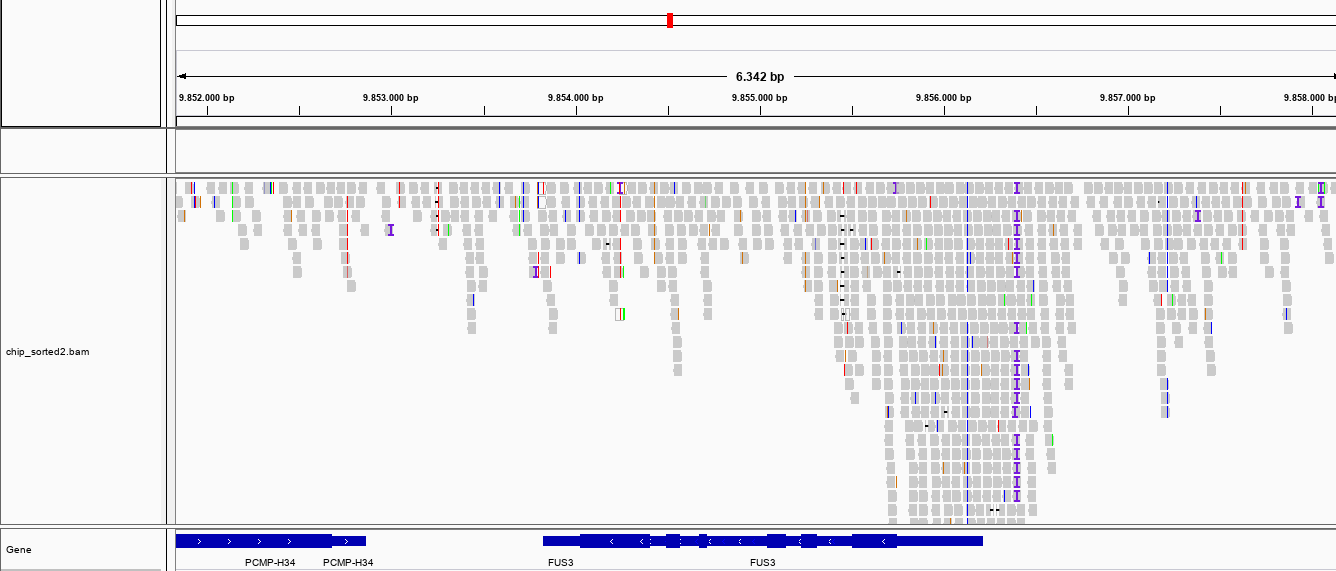 6.342 bp
9.852.000 bp 9.853.000 bp 9.854.000 bp 9.855.000 bp 9.856.000 bp 9.857.000 bp 9.858.000 bp
chip_sorted2.bam
Gene
PCMP-H34 PCMP-H34 FUS3 FUS3